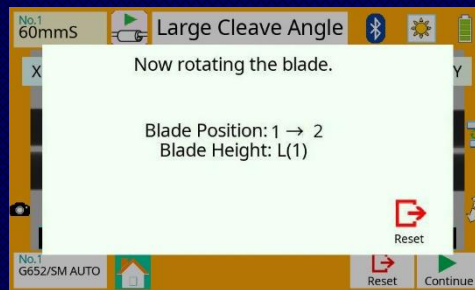 No.1
60mmS
Large Cleave Angle
X
Y
Now rotating the blade.
Blade Position: 1 → 2
Blade Height: L(1)
Reset
No.1
G652/SM AUTO
Reset
Continue